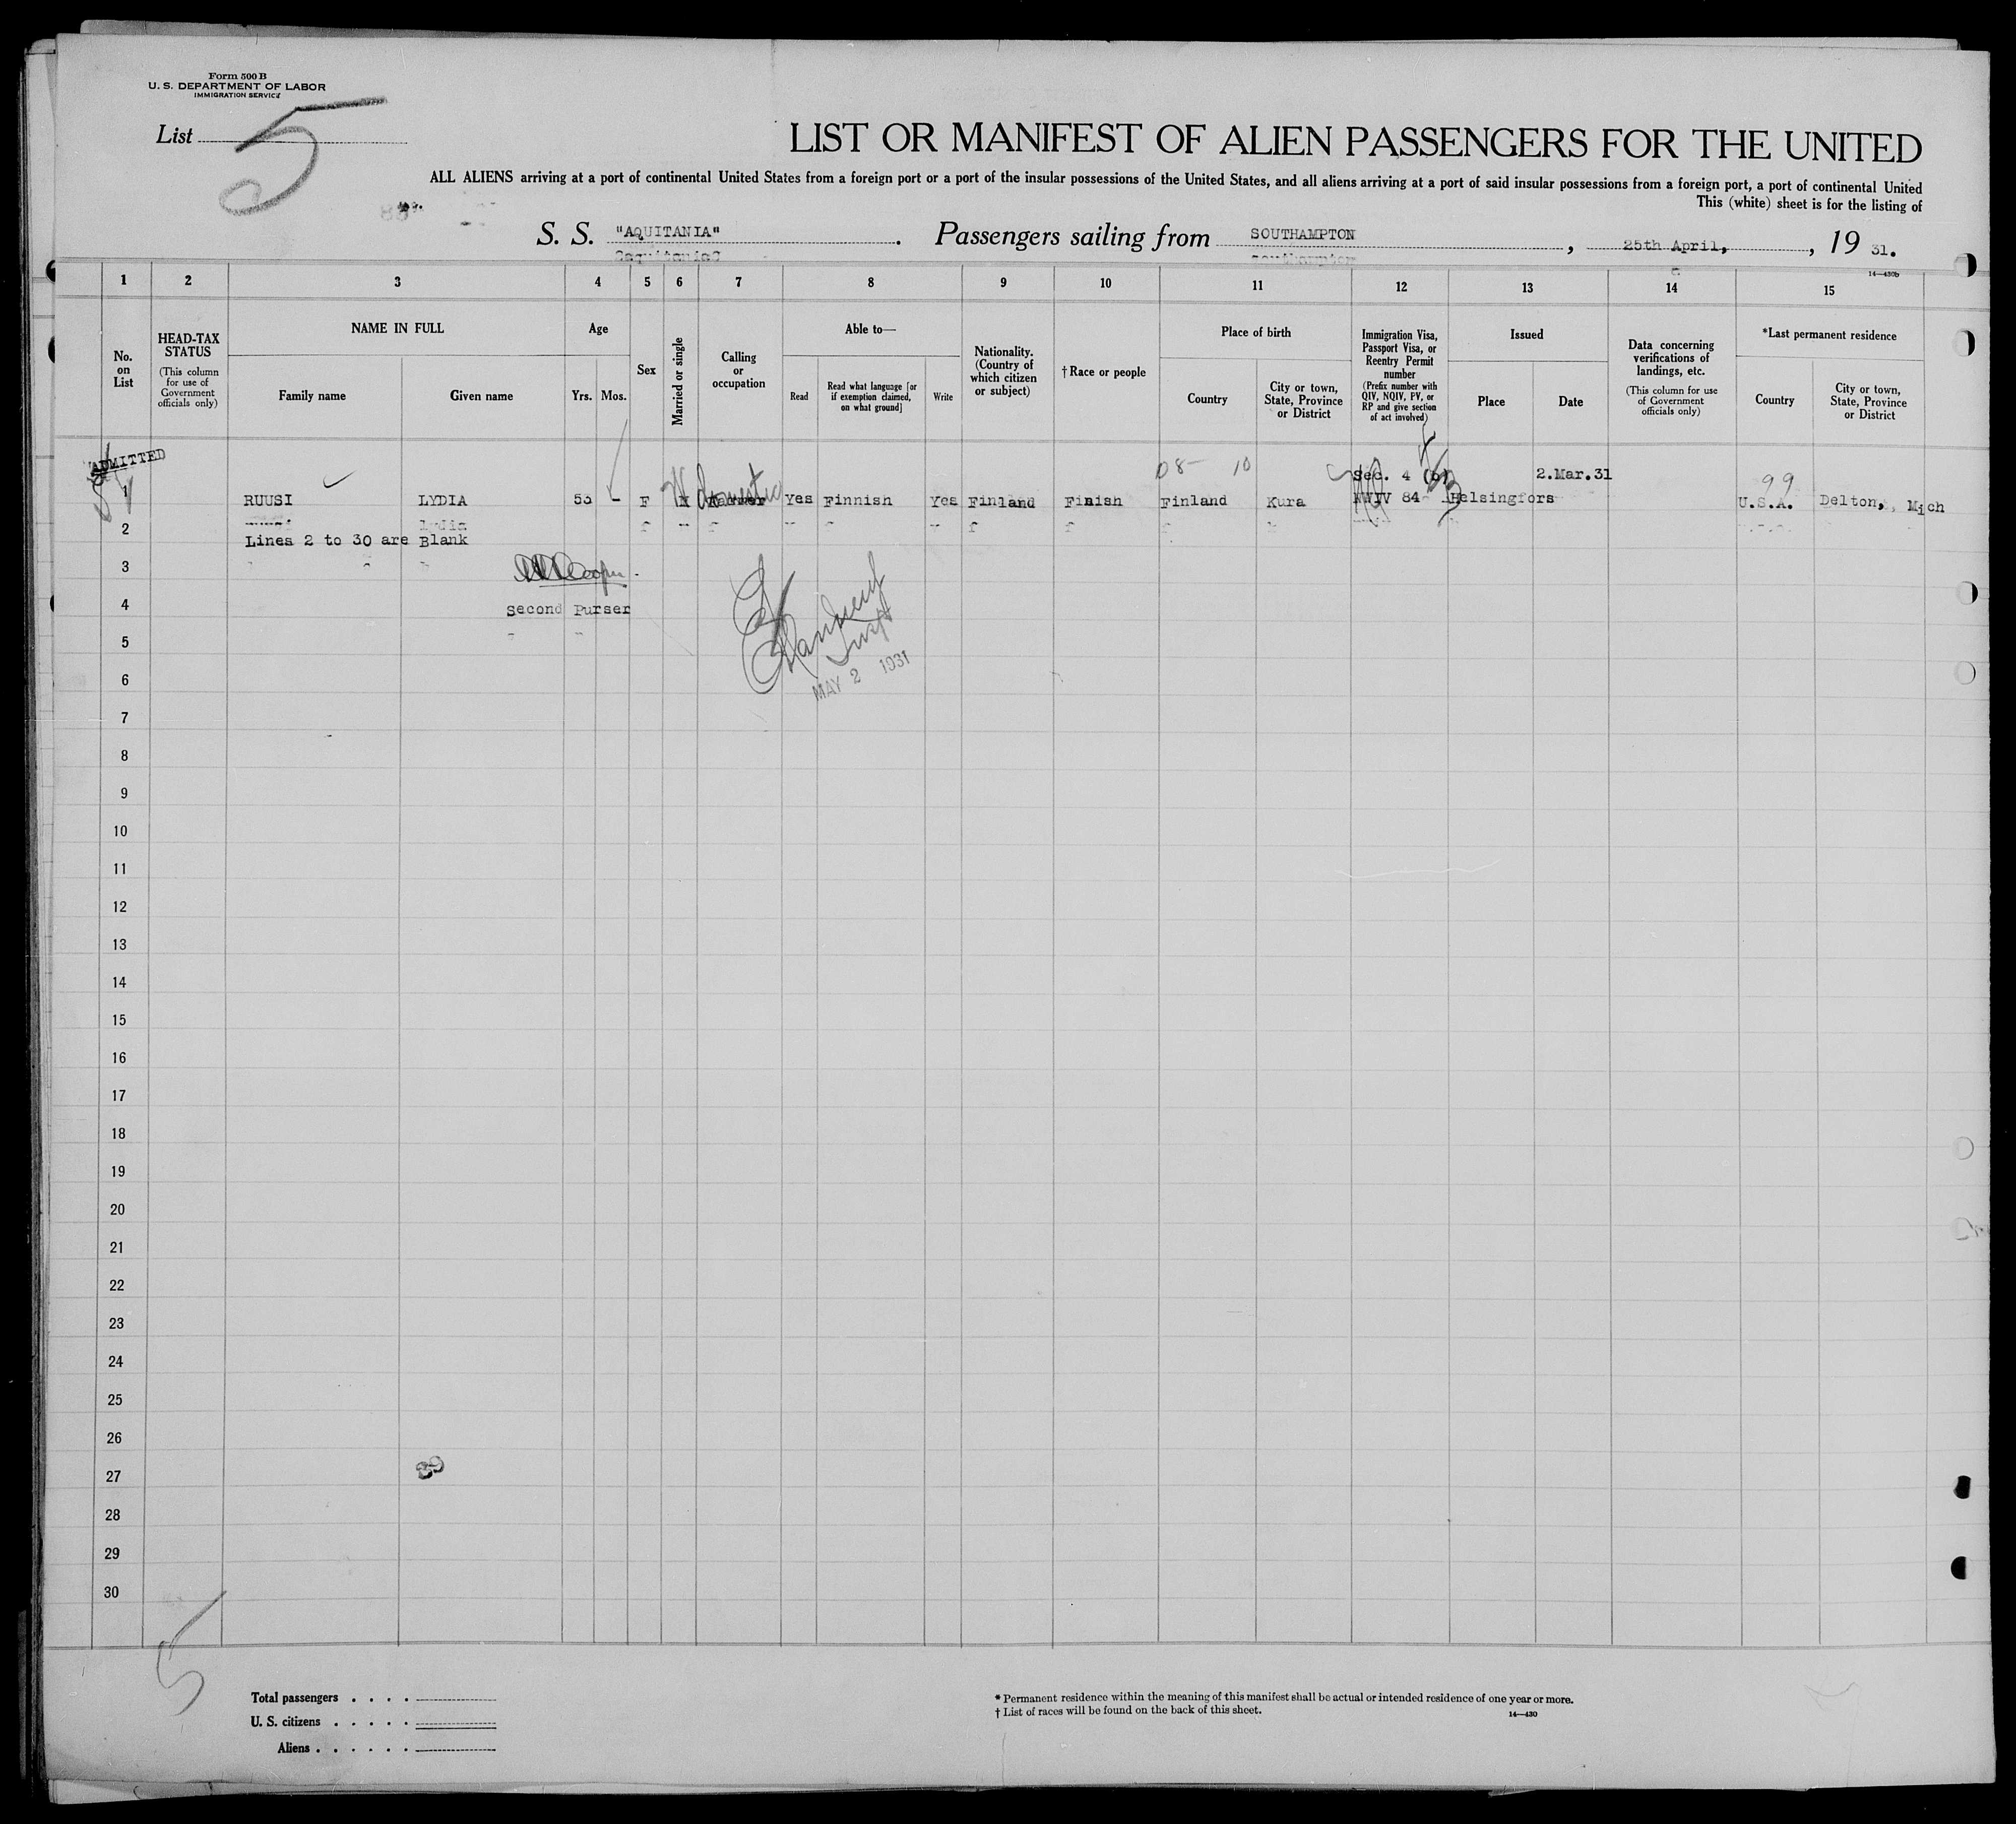 Form 500 B
U. S. DEPARTMENT OF LABOR
IMMIGRATION SERVICE
List 5
LIST OR MANIFEST OF ALIEN PASSENGERS FOR THE UNITED
ALL ALIENS arriving at a port of continental United States from a foreign port or a port of the insular possessions of the United States, and all aliens arriving at a port of said insular possessions from a foreign port, a port of continental United
This (white) sheet is for the listing of
S. S. "AQUITANIA". Passengers sailing from SOUTHAMPTON, 25th April,, 19 31.
14—430b
1 2 3 4 5 6 7 8 9 10 11 12 13 14 15
No. on List
HEAD-TAX STATUS
(This column for use of Government officials only)
NAME IN FULL
Family name
Given name
Age
Yrs. Mos.
Sex
Married or single
Calling or occupation
Able to—
Read
Read what language [or if exemption claimed, on what ground]
Write
Nationality. (Country of which citizen or subject)
† Race or people
Place of birth
Country
City or town, State, Province or District
Immigration Visa, Passport Visa, or Reentry Permit number
(Prefix number with QIV, NQIV, PV, or RP and give section of act involved)
Issued
Place
Date
Data concerning verifications of landings, etc.
(This column for use of Government officials only)
*Last permanent residence
Country
City or town, State, Province or District
ADMITTED
08- 10
Sec. 4 (b) 2.Mar.31
99
domestic
1 RUUSI LYDIA 53 - F Yes Finnish Yes Finland Finish Finland Kura 84 Helsingfors U.S.A. Delton, Mich
2
Lines 2 to 30 are Blank
3
4 Second Purser
5
6
MAY 2 1931
7
8
9
10
11
12
13
14
15
16
17
18
19
20
21
22
23
24
25
26
27
28
29
30
5
Total passengers . . . .
U. S. citizens . . . . .
Aliens . . . . . .
* Permanent residence within the meaning of this manifest shall be actual or intended residence of one year or more.
† List of races will be found on the back of this sheet.
14—430